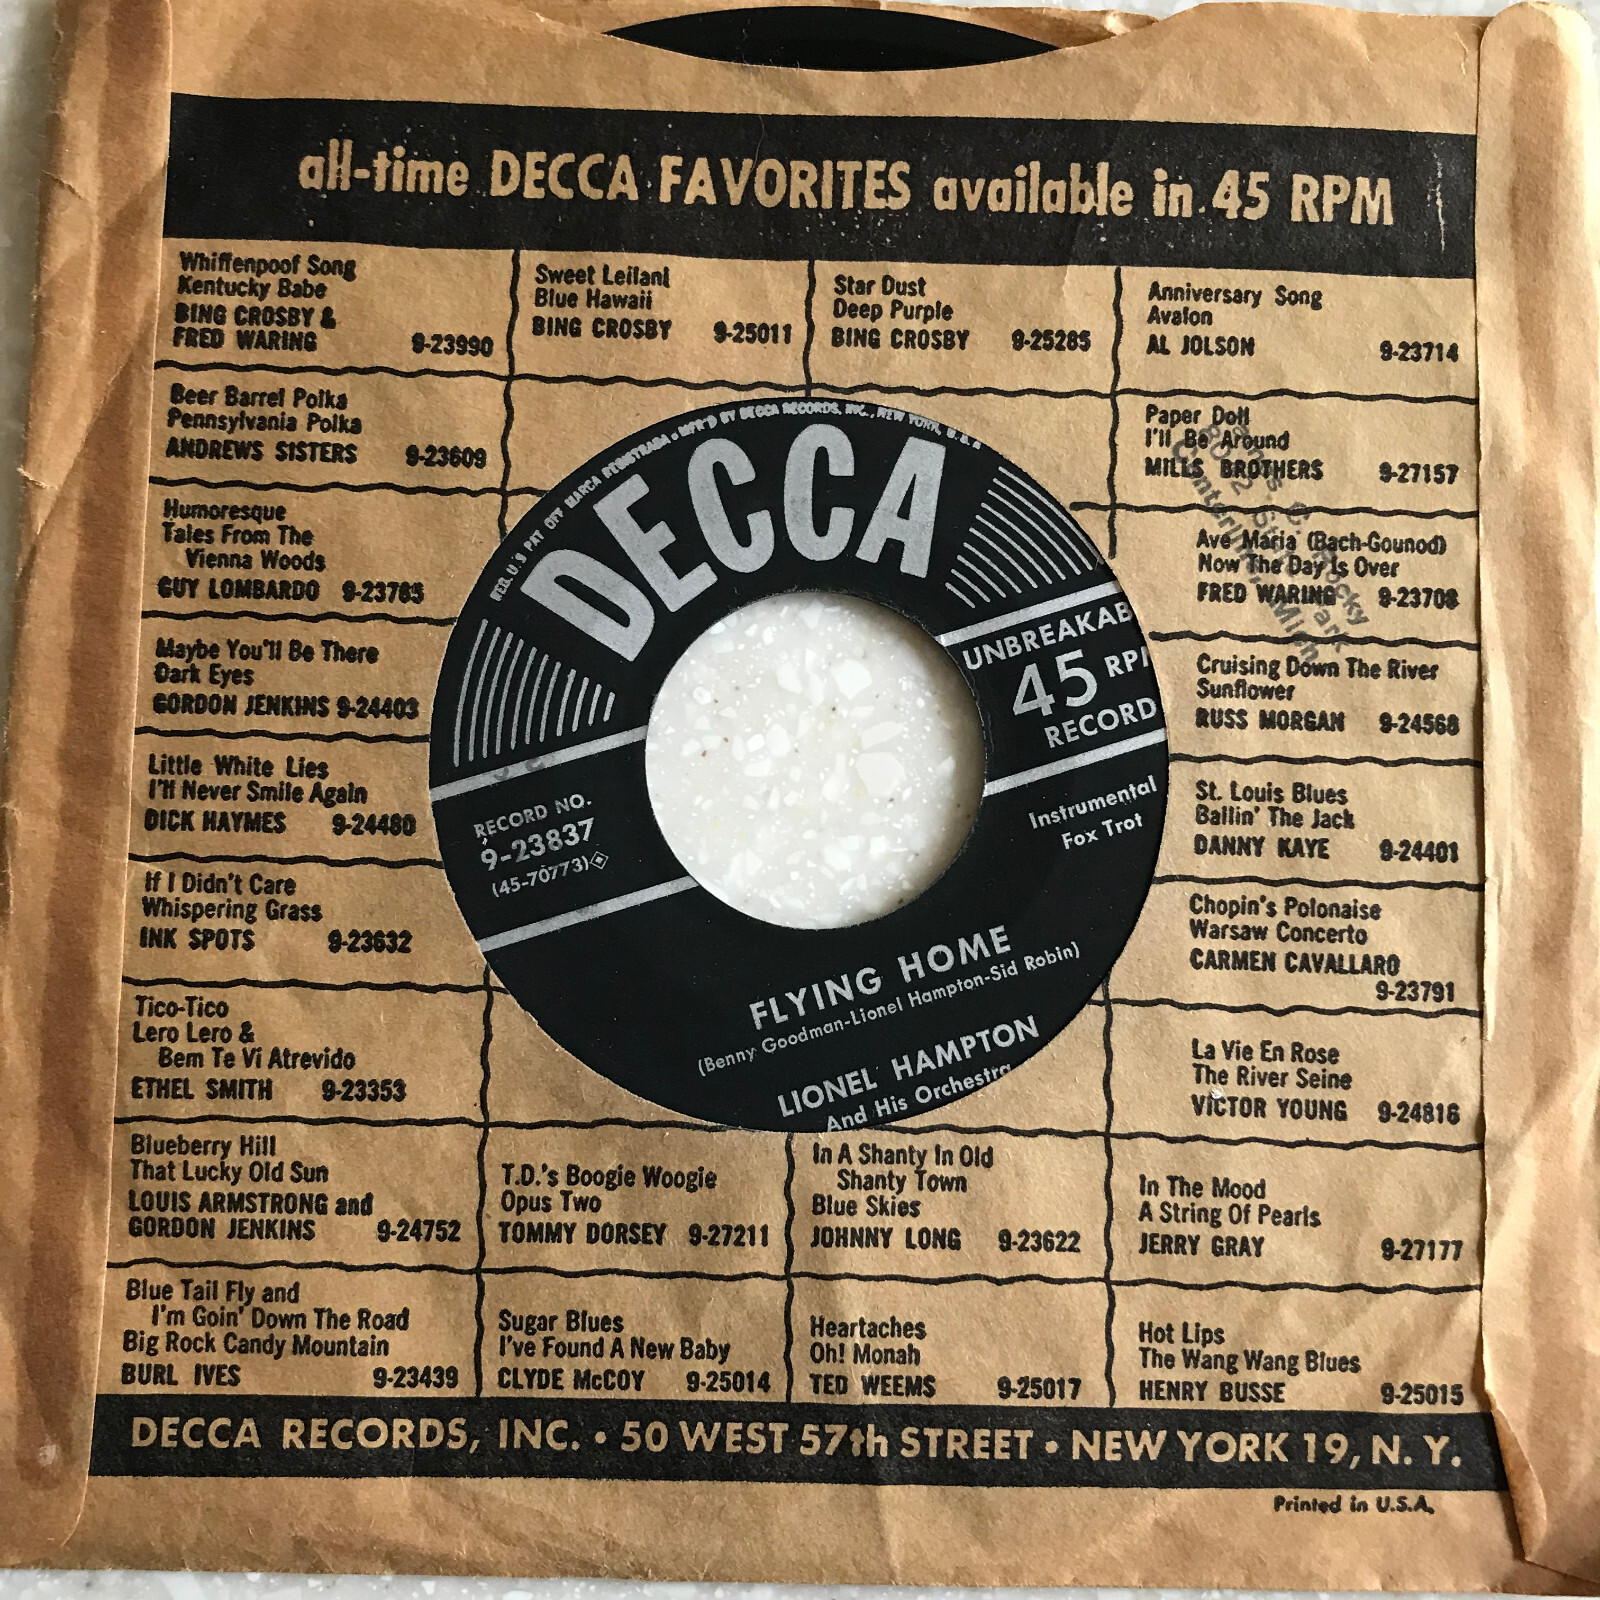 all-time DECCA FAVORITES available in 45 RPM
Whiffenpoof Song
Kentucky Babe
BING CROSBY &
FRED WARING 9-23990
Sweet Leilani
Blue Hawaii
BING CROSBY 9-25011
Star Dust
Deep Purple
BING CROSBY 9-25285
Anniversary Song
Avalon
AL JOLSON 9-23714
Beer Barrel Polka
Pennsylvania Polka
ANDREWS SISTERS 9-23609
Paper Doll
I'll Be Around
MILLS BROTHERS 9-27157
Humoresque
Tales From The
Vienna Woods
GUY LOMBARDO 9-23765
Ave Maria (Bach-Gounod)
Now The Day Is Over
FRED WARING 9-23708
Maybe You'll Be There
Dark Eyes
GORDON JENKINS 9-24403
Cruising Down The River
Sunflower
RUSS MORGAN 9-24568
Little White Lies
I'll Never Smile Again
DICK HAYMES 9-24480
St. Louis Blues
Ballin' The Jack
DANNY KAYE 9-24401
If I Didn't Care
Whispering Grass
INK SPOTS 9-23632
Chopin's Polonaise
Warsaw Concerto
CARMEN CAVALLARO
9-23791
Tico-Tico
Lero Lero &
Bem Te Vi Atrevido
ETHEL SMITH 9-23353
La Vie En Rose
The River Seine
VICTOR YOUNG 9-24816
REG. U.S. PAT OFF MARCA REGISTRADA • MFR'D BY DECCA RECORDS, INC., NEW YORK, U.S.A.
DECCA
UNBREAKAB
45 RPM
RECORD
RECORD NO.
9-23837
(45-70773)
Instrumental
Fox Trot
FLYING HOME
(Benny Goodman-Lionel Hampton-Sid Robin)
LIONEL HAMPTON
And His Orchestra
Blueberry Hill
That Lucky Old Sun
LOUIS ARMSTRONG and
GORDON JENKINS 9-24752
T.D.'s Boogie Woogie
Opus Two
TOMMY DORSEY 9-27211
In A Shanty In Old
Shanty Town
Blue Skies
JOHNNY LONG 9-23622
In The Mood
A String Of Pearls
JERRY GRAY 9-27177
Blue Tail Fly and
I'm Goin' Down The Road
Big Rock Candy Mountain
BURL IVES 9-23439
Sugar Blues
I've Found A New Baby
CLYDE McCOY 9-25014
Heartaches
Oh! Monah
TED WEEMS 9-25017
Hot Lips
The Wang Wang Blues
HENRY BUSSE 9-25015
DECCA RECORDS, INC. • 50 WEST 57th STREET • NEW YORK 19, N. Y.
Printed in U.S.A.